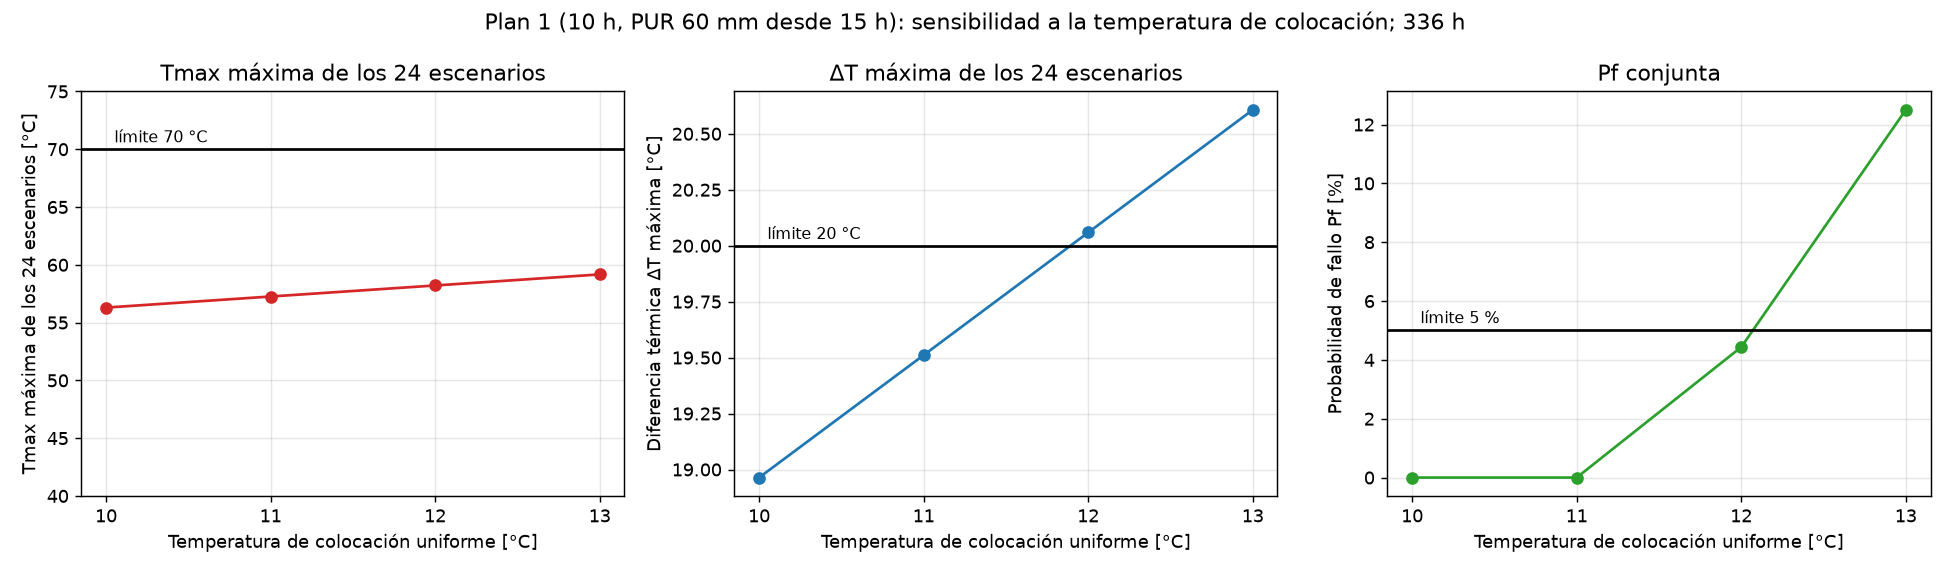 Plan 1 (10 h, PUR 60 mm desde 15 h): sensibilidad a la temperatura de colocación; 336 h
Tmax máxima de los 24 escenarios
Tmax máxima de los 24 escenarios [°C]
75
70
65
60
55
50
45
40
límite 70 °C
10
11
12
13
Temperatura de colocación uniforme [°C]
ΔT máxima de los 24 escenarios
Diferencia térmica ΔT máxima [°C]
20.50
20.25
20.00
19.75
19.50
19.25
19.00
límite 20 °C
10
11
12
13
Temperatura de colocación uniforme [°C]
Pf conjunta
Probabilidad de fallo Pf [%]
12
10
8
6
4
2
0
límite 5 %
10
11
12
13
Temperatura de colocación uniforme [°C]